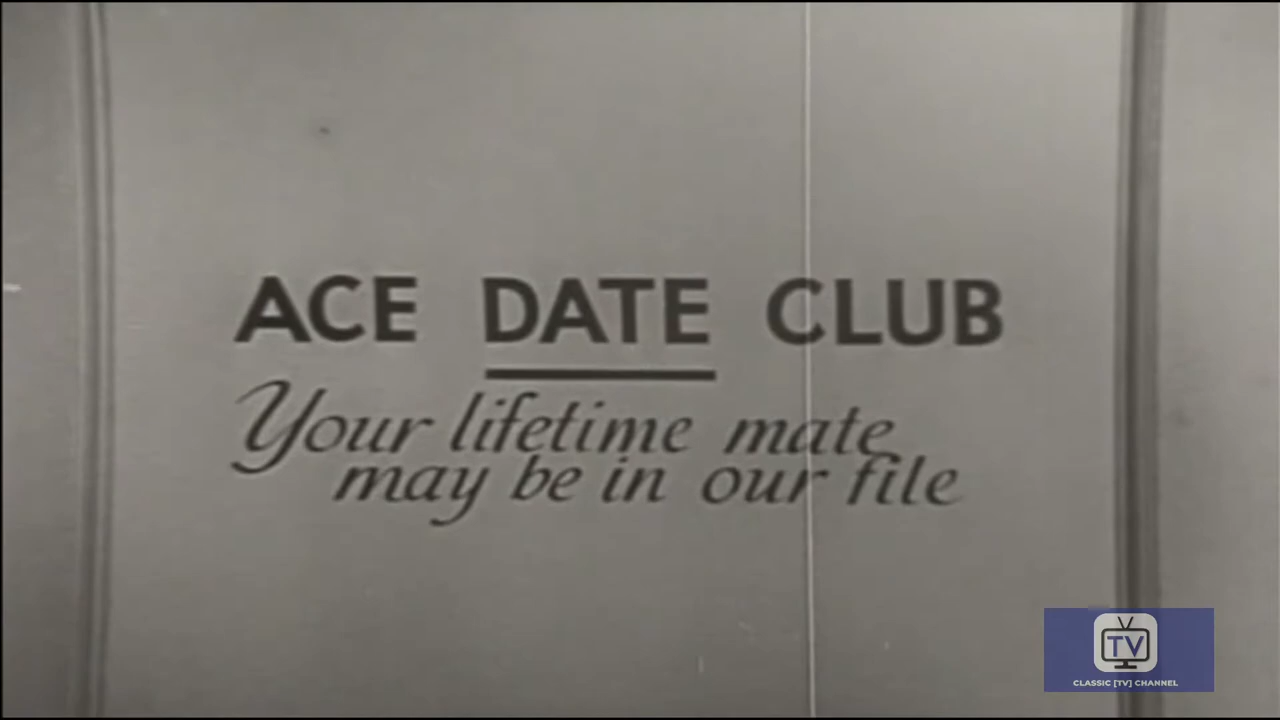 ACE DATE CLUB
Your lifetime mate
may be in our file
TV
CLASSIC [TV] CHANNEL